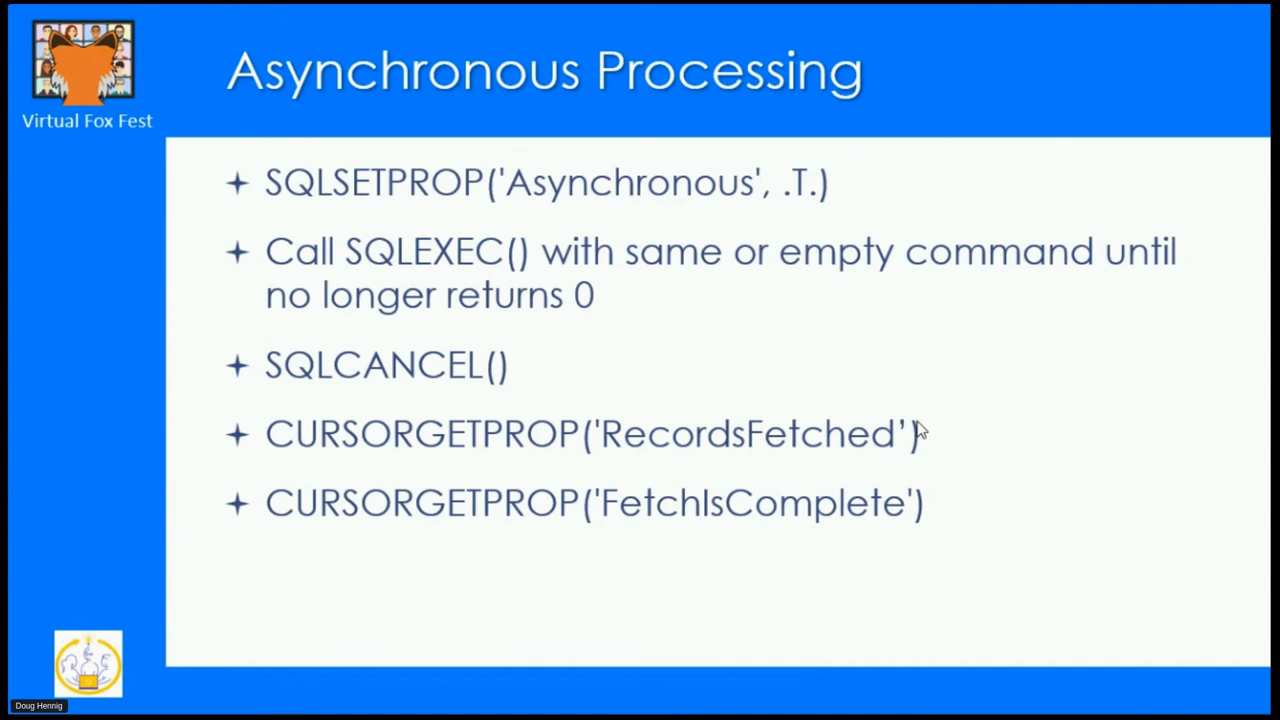 Asynchronous Processing
Virtual Fox Fest
SQLSETPROP('Asynchronous', .T.)
Call SQLEXEC() with same or empty command until
no longer returns 0
SQLCANCEL()
CURSORGETPROP('RecordsFetched’)
CURSORGETPROP('FetchIsComplete')
Doug Hennig